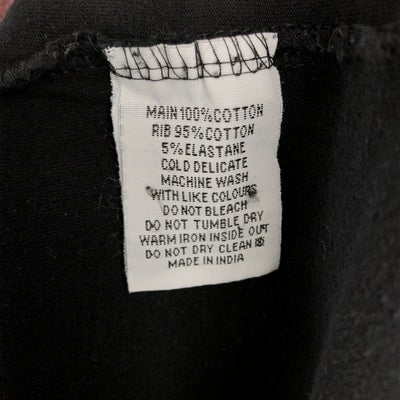 MAIN 100% COTTON
RIB 95% COTTON
5% ELASTANE
COLD DELICATE
MACHINE WASH
WITH LIKE COLOURS
DO NOT BLEACH
DO NOT TUMBLE DRY
WARM IRON INSIDE OUT
DO NOT DRY CLEAN
MADE IN INDIA